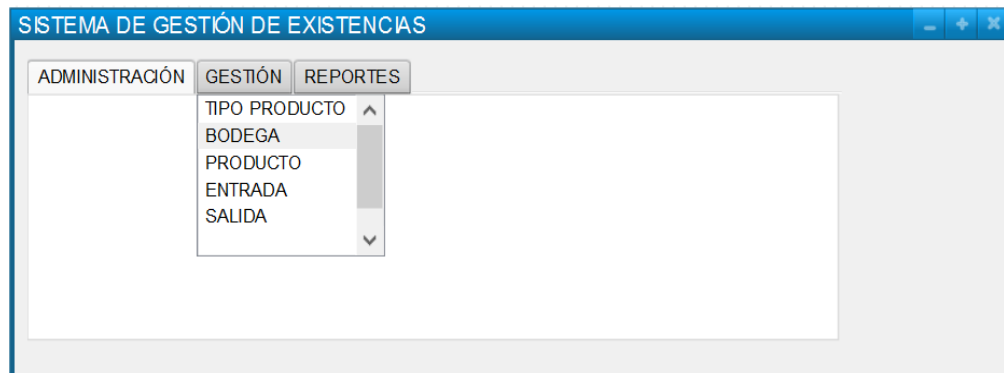 SISTEMA DE GESTIÓN DE EXISTENCIAS
ADMINISTRACIÓN GESTIÓN REPORTES
TIPO PRODUCTO
BODEGA
PRODUCTO
ENTRADA
SALIDA